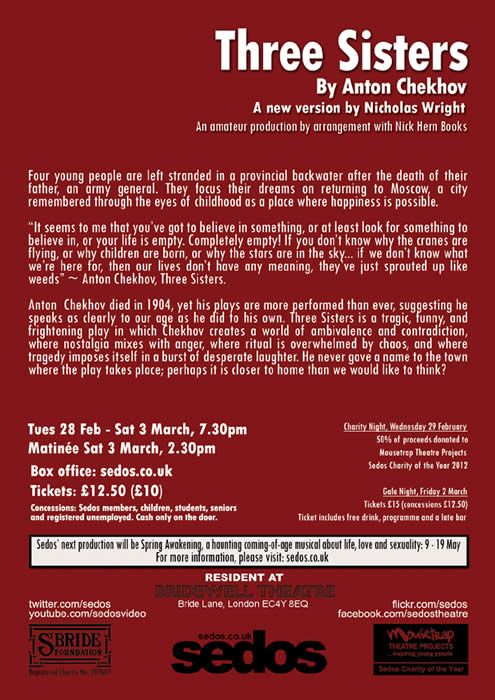 Three Sisters
By Anton Chekhov
A new version by Nicholas Wright
An amateur production by arrangement with Nick Hern Books
Four young people are left stranded in a provincial backwater after the death of their
father, an army general. They focus their dreams on returning to Moscow, a city
remembered through the eyes of childhood as a place where happiness is possible.
“It seems to me that you've got to believe in something, or at least look for something to
believe in, or your life is empty. Completely empty! If you don't know why the cranes are
flying, or why children are born, or why the stars are in the sky... if we don't know what
we're here for, then our lives don't have any meaning, they've just sprouted up like
weeds” ~ Anton Chekhov, Three Sisters.
Anton Chekhov died in 1904, yet his plays are more performed than ever, suggesting he
speaks as clearly to our age as he did to his own. Three Sisters is a tragic, funny, and
frightening play in which Chekhov creates a world of ambivalence and contradiction,
where nostalgia mixes with anger, where ritual is overwhelmed by chaos, and where
tragedy imposes itself in a burst of desperate laughter. He never gave a name to the town
where the play takes place; perhaps it is closer to home than we would like to think?
Tues 28 Feb - Sat 3 March, 7.30pm
Matinée Sat 3 March, 2.30pm
Box office: sedos.co.uk
Tickets: £12.50 (£10)
Concessions: Sedos members, children, students, seniors
and registered unemployed. Cash only on the door.
Charity Night, Wednesday 29 February
50% of proceeds donated to
Mousetrap Theatre Projects
Sedos Charity of the Year 2012
Gala Night, Friday 2 March
Tickets £15 (concessions £12.50)
Ticket includes free drink, programme and a late bar
Sedos' next production will be Spring Awakening, a haunting coming-of-age musical about life, love and sexuality: 9 - 19 May
For more information, please visit: sedos.co.uk
RESIDENT AT
BRIDEWELL THEATRE
Bride Lane, London EC4Y 8EQ
twitter.com/sedos
youtube.com/sedosvideo
flickr.com/sedos
facebook.com/sedostheatre
SBRIDE
FOUNDATION
Registered Charity No.
sedos.co.uk
sedos
mousetrap
THEATRE PROJECTS
...inspiring young people
Sedos Charity of the Year